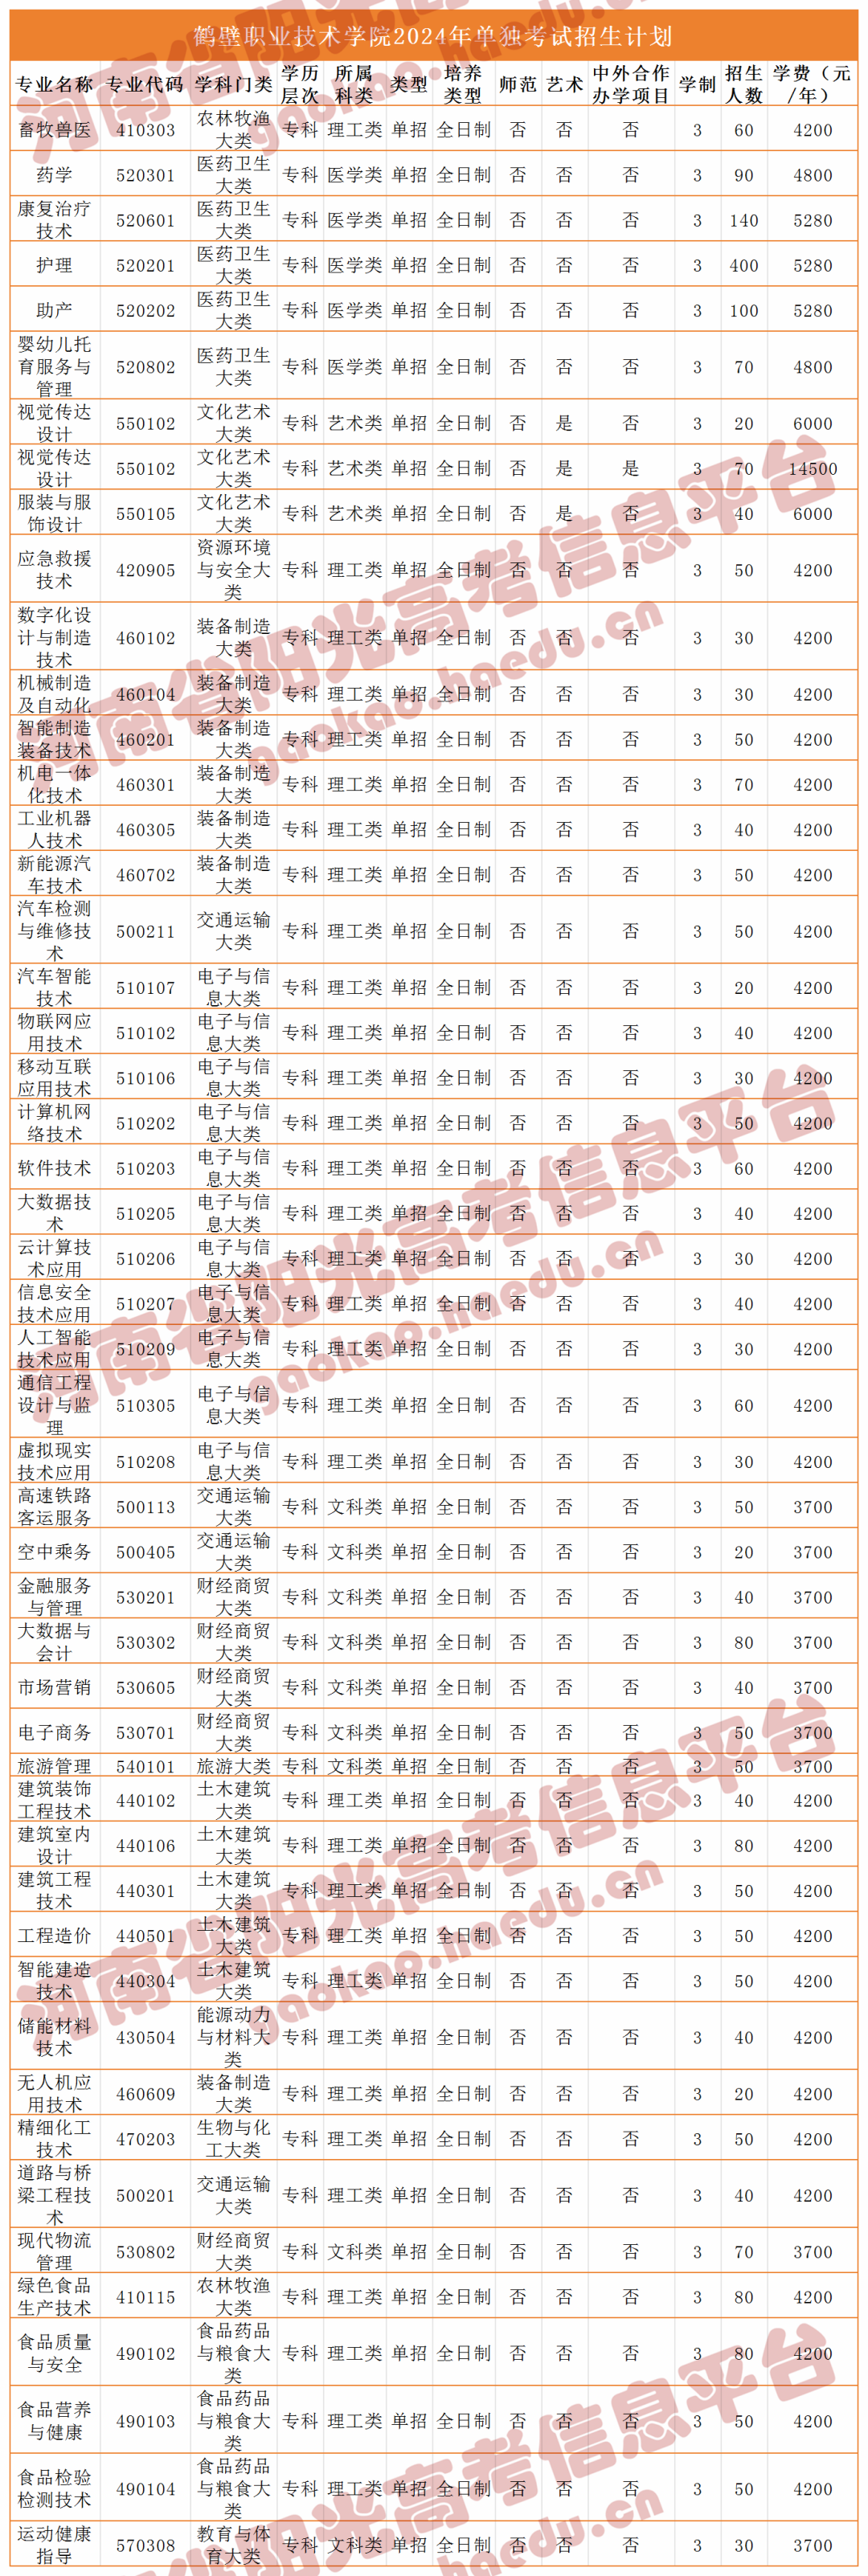 鹤壁职业技术学院2024年单独考试招生计划
专业名称 专业代码 学科门类 学历层次 所属科类 类型 培养类型 师范 艺术 中外合作办学项目 学制 招生人数 学费（元/年）
畜牧兽医 410303 农林牧渔大类 专科 理工类 单招 全日制 否 否 否 3 60 4200
药学 520301 医药卫生大类 专科 医学类 单招 全日制 否 否 否 3 90 4800
康复治疗技术 520601 医药卫生大类 专科 医学类 单招 全日制 否 否 否 3 140 5280
护理 520201 医药卫生大类 专科 医学类 单招 全日制 否 否 否 3 400 5280
助产 520202 医药卫生大类 专科 医学类 单招 全日制 否 否 否 3 100 5280
婴幼儿托育服务与管理 520802 医药卫生大类 专科 医学类 单招 全日制 否 否 否 3 70 4800
视觉传达设计 550102 文化艺术大类 专科 艺术类 单招 全日制 否 是 否 3 20 6000
视觉传达设计 550102 文化艺术大类 专科 艺术类 单招 全日制 否 是 是 3 70 14500
服装与服饰设计 550105 文化艺术大类 专科 艺术类 单招 全日制 否 是 否 3 40 6000
应急救援技术 420905 资源环境与安全大类 专科 理工类 单招 全日制 否 否 否 3 50 4200
数字化设计与制造技术 460102 装备制造大类 专科 理工类 单招 全日制 否 否 否 3 30 4200
机械制造及自动化 460104 装备制造大类 专科 理工类 单招 全日制 否 否 否 3 30 4200
智能制造装备技术 460201 装备制造大类 专科 理工类 单招 全日制 否 否 否 3 50 4200
机电一体化技术 460301 装备制造大类 专科 理工类 单招 全日制 否 否 否 3 70 4200
工业机器人技术 460305 装备制造大类 专科 理工类 单招 全日制 否 否 否 3 40 4200
新能源汽车技术 460702 装备制造大类 专科 理工类 单招 全日制 否 否 否 3 50 4200
汽车检测与维修技术 500211 交通运输大类 专科 理工类 单招 全日制 否 否 否 3 50 4200
汽车智能技术 510107 电子与信息大类 专科 理工类 单招 全日制 否 否 否 3 20 4200
物联网应用技术 510102 电子与信息大类 专科 理工类 单招 全日制 否 否 否 3 40 4200
移动互联应用技术 510106 电子与信息大类 专科 理工类 单招 全日制 否 否 否 3 30 4200
计算机网络技术 510202 电子与信息大类 专科 理工类 单招 全日制 否 否 否 3 50 4200
软件技术 510203 电子与信息大类 专科 理工类 单招 全日制 否 否 否 3 60 4200
大数据技术 510205 电子与信息大类 专科 理工类 单招 全日制 否 否 否 3 40 4200
云计算技术应用 510206 电子与信息大类 专科 理工类 单招 全日制 否 否 否 3 30 4200
信息安全技术应用 510207 电子与信息大类 专科 理工类 单招 全日制 否 否 否 3 40 4200
人工智能技术应用 510209 电子与信息大类 专科 理工类 单招 全日制 否 否 否 3 30 4200
通信工程设计与监理 510305 电子与信息大类 专科 理工类 单招 全日制 否 否 否 3 60 4200
虚拟现实技术应用 510208 电子与信息大类 专科 理工类 单招 全日制 否 否 否 3 30 4200
高速铁路客运服务 500113 交通运输大类 专科 文科类 单招 全日制 否 否 否 3 50 3700
空中乘务 500405 交通运输大类 专科 文科类 单招 全日制 否 否 否 3 20 3700
金融服务与管理 530201 财经商贸大类 专科 文科类 单招 全日制 否 否 否 3 40 3700
大数据与会计 530302 财经商贸大类 专科 文科类 单招 全日制 否 否 否 3 80 3700
市场营销 530605 财经商贸大类 专科 文科类 单招 全日制 否 否 否 3 40 3700
电子商务 530701 财经商贸大类 专科 文科类 单招 全日制 否 否 否 3 50 3700
旅游管理 540101 旅游大类 专科 文科类 单招 全日制 否 否 否 3 50 3700
建筑装饰工程技术 440102 土木建筑大类 专科 理工类 单招 全日制 否 否 否 3 40 4200
建筑室内设计 440106 土木建筑大类 专科 理工类 单招 全日制 否 否 否 3 80 4200
建筑工程技术 440301 土木建筑大类 专科 理工类 单招 全日制 否 否 否 3 50 4200
工程造价 440501 土木建筑大类 专科 理工类 单招 全日制 否 否 否 3 50 4200
智能建造技术 440304 土木建筑大类 专科 理工类 单招 全日制 否 否 否 3 50 4200
储能材料技术 430504 能源动力与材料大类 专科 理工类 单招 全日制 否 否 否 3 40 4200
无人机应用技术 460609 装备制造大类 专科 理工类 单招 全日制 否 否 否 3 20 4200
精细化工技术 470203 生物与化工大类 专科 理工类 单招 全日制 否 否 否 3 50 4200
道路与桥梁工程技术 500201 交通运输大类 专科 理工类 单招 全日制 否 否 否 3 40 4200
现代物流管理 530802 财经商贸大类 专科 文科类 单招 全日制 否 否 否 3 70 3700
绿色食品生产技术 410115 农林牧渔大类 专科 理工类 单招 全日制 否 否 否 3 80 4200
食品质量与安全 490102 食品药品与粮食大类 专科 理工类 单招 全日制 否 否 否 3 80 4200
食品营养与健康 490103 食品药品与粮食大类 专科 理工类 单招 全日制 否 否 否 3 50 4200
食品检验检测技术 490104 食品药品与粮食大类 专科 理工类 单招 全日制 否 否 否 3 50 4200
运动健康指导 570308 教育与体育大类 专科 文科类 单招 全日制 否 否 否 3 30 3700
河南省阳光高考信息平台
gaokao.haedu.cn